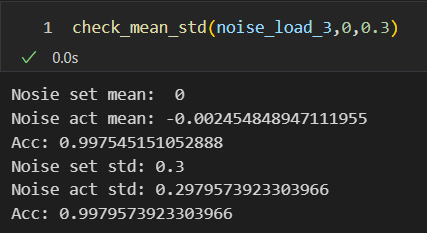 1 check_mean_std(noise_load_3,0,0.3)
0.0s
Nosie set mean:  0
Noise act mean: -0.002454848947111955
Acc: 0.997545151052888
Noise set std: 0.3
Noise act std: 0.2979573923303966
Acc: 0.9979573923303966